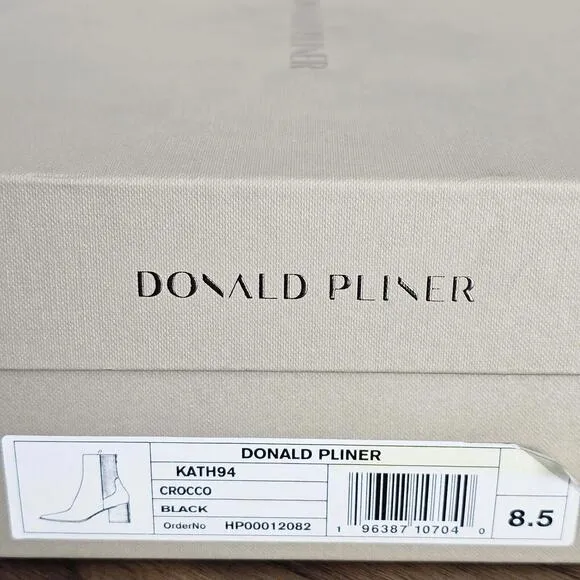 DONALD PLINER
DONALD PLINER
KATH94
CROCCO
BLACK
OrderNo HP00012082
1 96387 10704 0
8.5